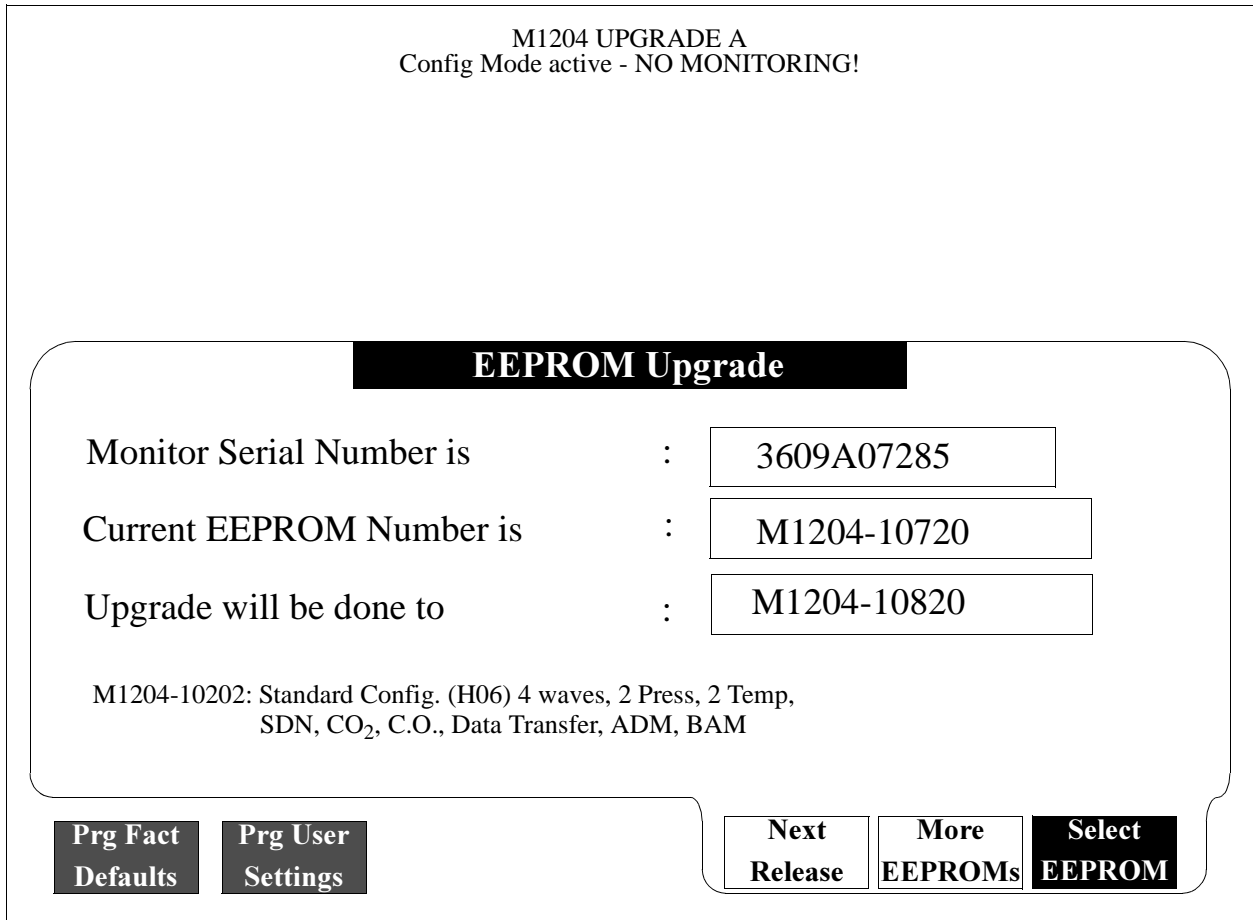 M1204 UPGRADE A
Config Mode active - NO MONITORING!
EEPROM Upgrade
Monitor Serial Number is : 3609A07285
Current EEPROM Number is : M1204-10720
Upgrade will be done to : M1204-10820
M1204-10202: Standard Config. (H06) 4 waves, 2 Press, 2 Temp,
SDN, CO₂, C.O., Data Transfer, ADM, BAM
Prg Fact
Defaults
Prg User
Settings
Next
Release
More
EEPROMs
Select
EEPROM